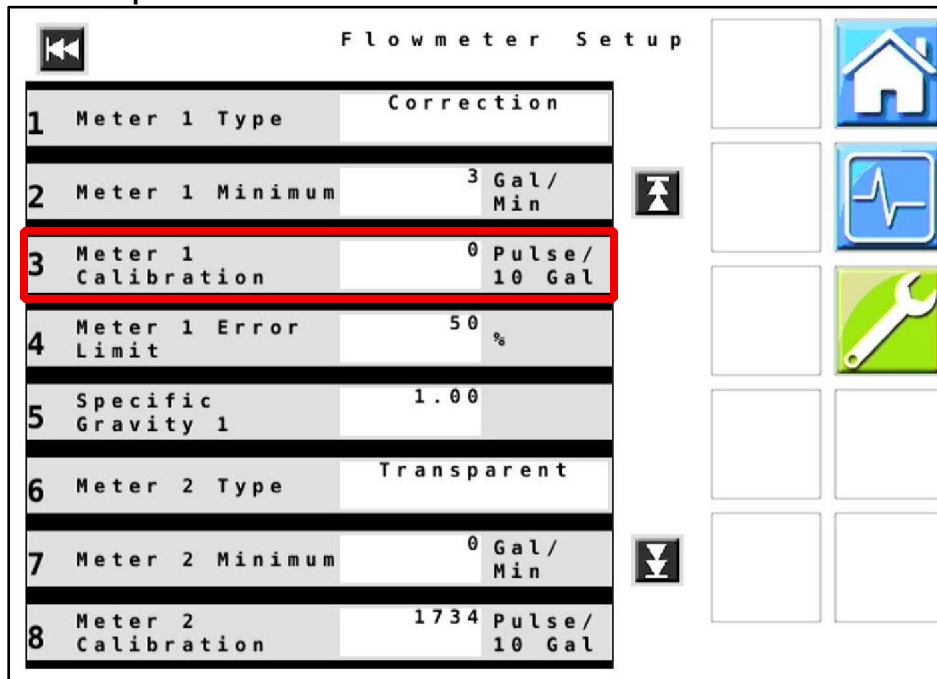 Flowmeter Setup
1 Meter 1 Type Correction
2 Meter 1 Minimum 3 Gal/
Min
3 Meter 1 0 Pulse/
Calibration 10 Gal
4 Meter 1 Error 50 %
Limit
5 Specific 1.00
Gravity 1
6 Meter 2 Type Transparent
7 Meter 2 Minimum 0 Gal/
Min
8 Meter 2 1734 Pulse/
Calibration 10 Gal